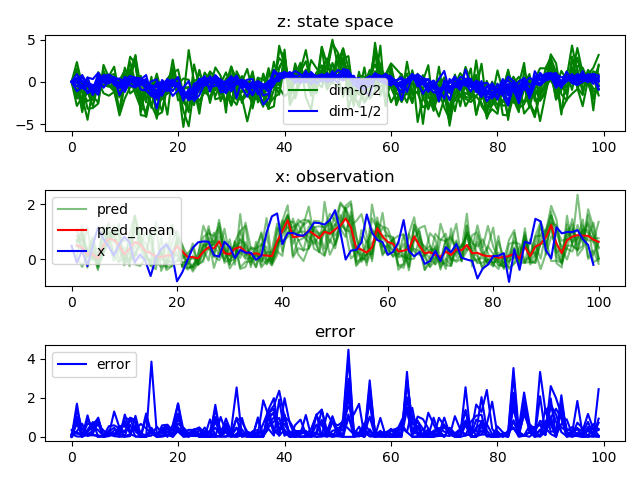 z: state space
5
0
−5
dim-0/2
dim-1/2
0 20 40 60 80 100
x: observation
2
0
pred
pred_mean
x
0 20 40 60 80 100
error
4
2
0
error
0 20 40 60 80 100